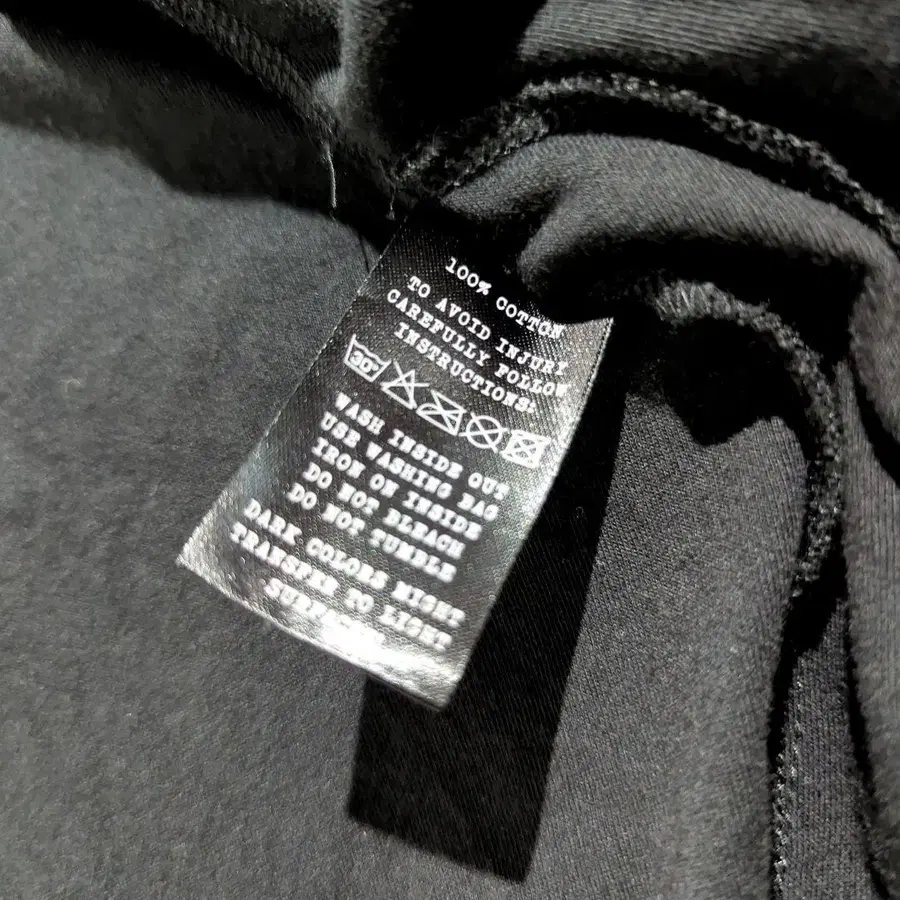 100% COTTON
TO AVOID INJURY
CAREFULLY FOLLOW
INSTRUCTIONS:
30°
WASH INSIDE OUT
USE WASHING BAG
IRON ON INSIDE
DO NOT BLEACH
DO NOT TUMBLE
DARK COLORS MIGHT
TRANSFER TO LIGHT